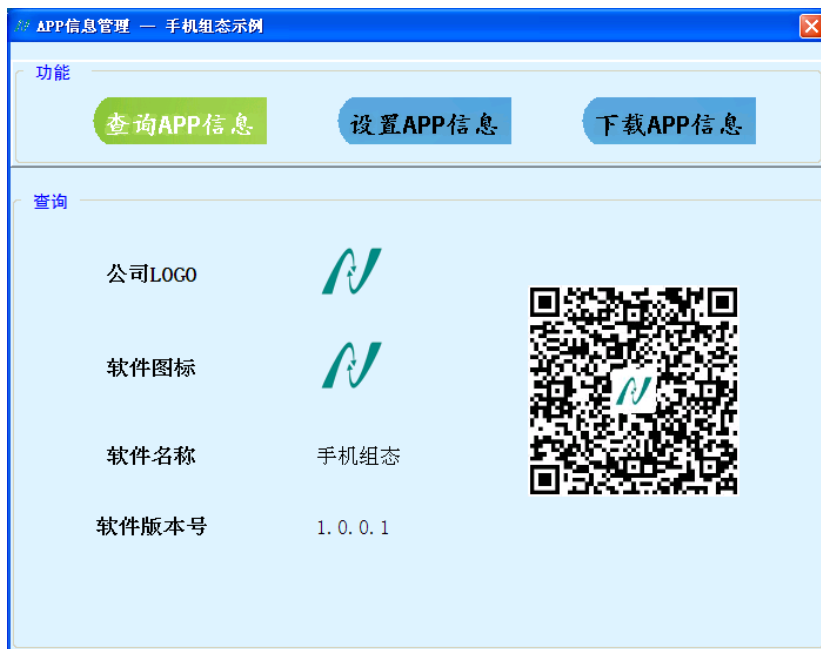 APP信息管理 — 手机组态示例
功能
查询APP信息
设置APP信息
下载APP信息
查询
公司LOGO
软件图标
软件名称
手机组态
软件版本号
1.0.0.1